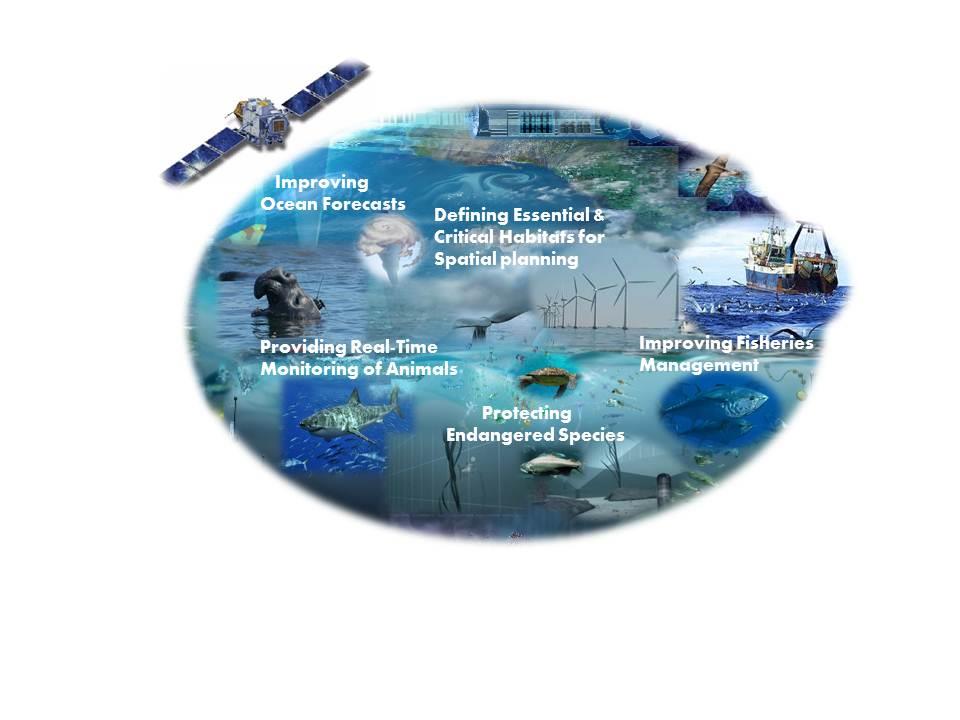 Improving
Ocean Forecasts
Defining Essential &
Critical Habitats for
Spatial planning
Providing Real-Time
Monitoring of Animals
Improving Fisheries
Management
Protecting
Endangered Species